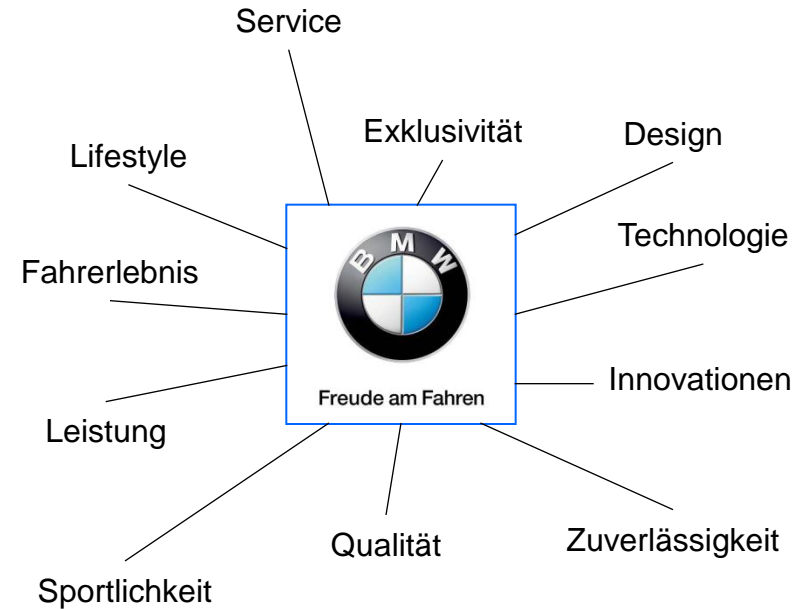 Service
Exklusivität
Design
Lifestyle
Technologie
Fahrerlebnis
BMW
Innovationen
Freude am Fahren
Leistung
Qualität
Zuverlässigkeit
Sportlichkeit